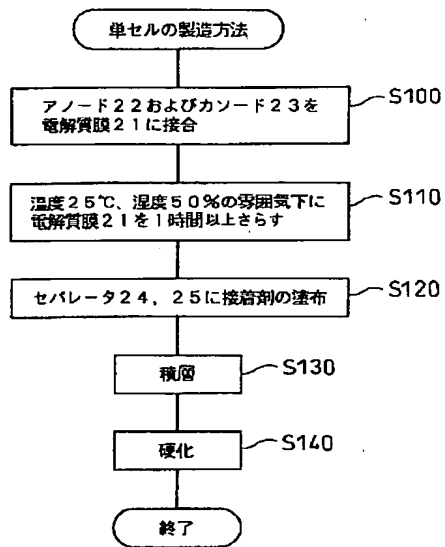 単セルの製造方法
アノード22およびカソード23を
電解質膜21に接合
S100
温度25℃、湿度50%の雰囲気下に
電解質膜21を1時間以上さらす
S110
セパレータ24，25に接着剤の塗布
S120
積層
S130
硬化
S140
終了